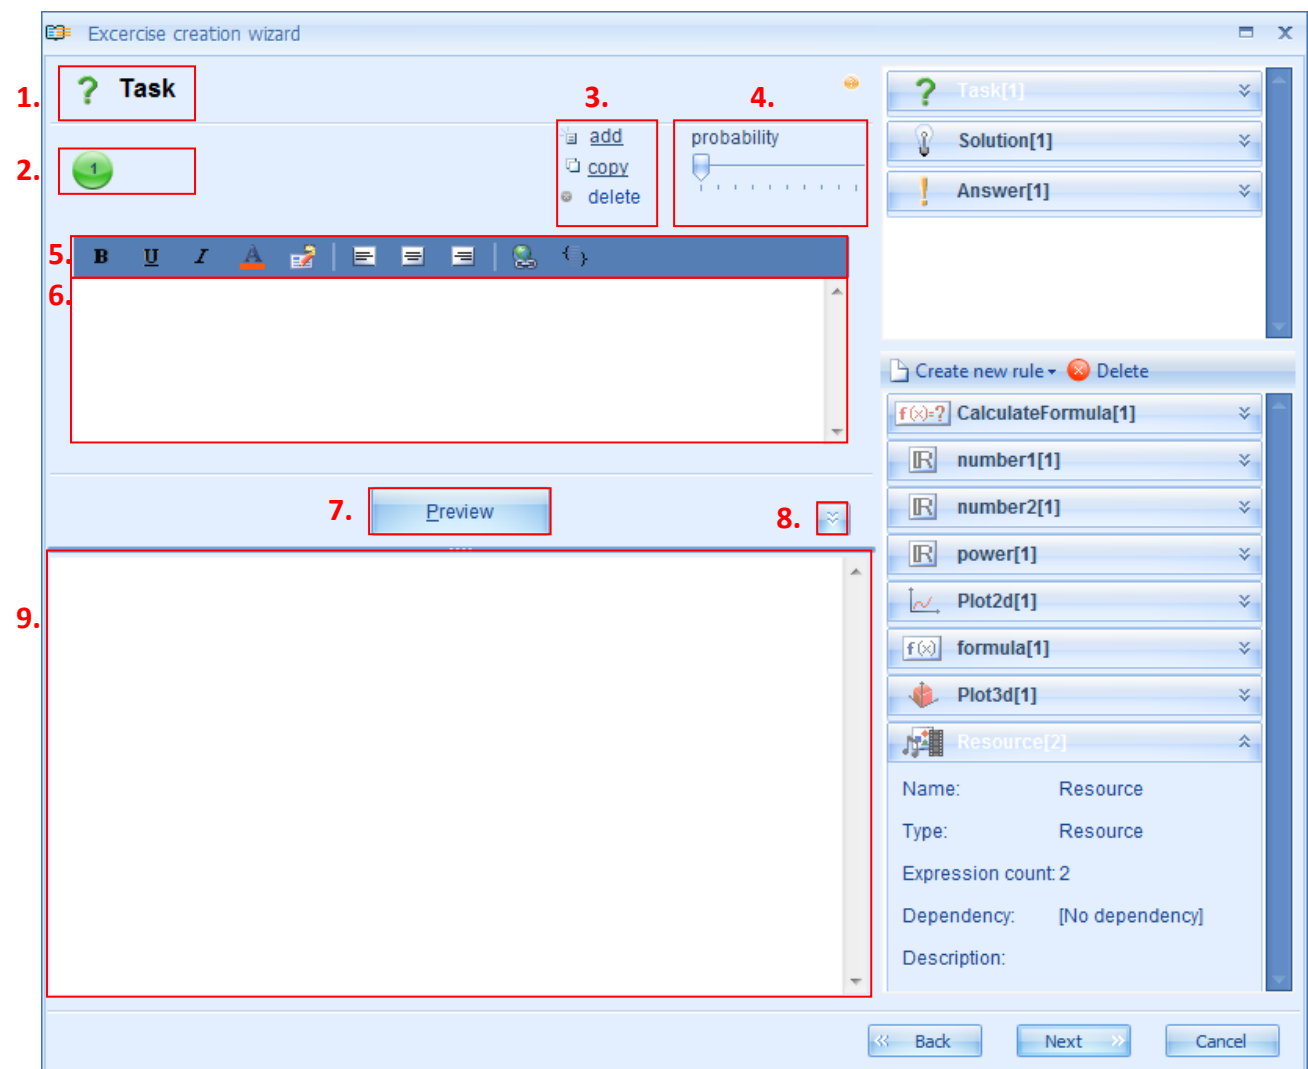 Excercise creation wizard
1. ? Task
3. 4.
add
copy
delete
probability
2. 1
5. B U I A { }
6.
7. Preview
8.
9.
? Task[1]
Solution[1]
! Answer[1]
Create new rule Delete
f(x)=? CalculateFormula[1]
R number1[1]
R number2[1]
R power[1]
Plot2d[1]
f(x) formula[1]
Plot3d[1]
Resource[2]
Name: Resource
Type: Resource
Expression count: 2
Dependency: [No dependency]
Description:
Back Next Cancel